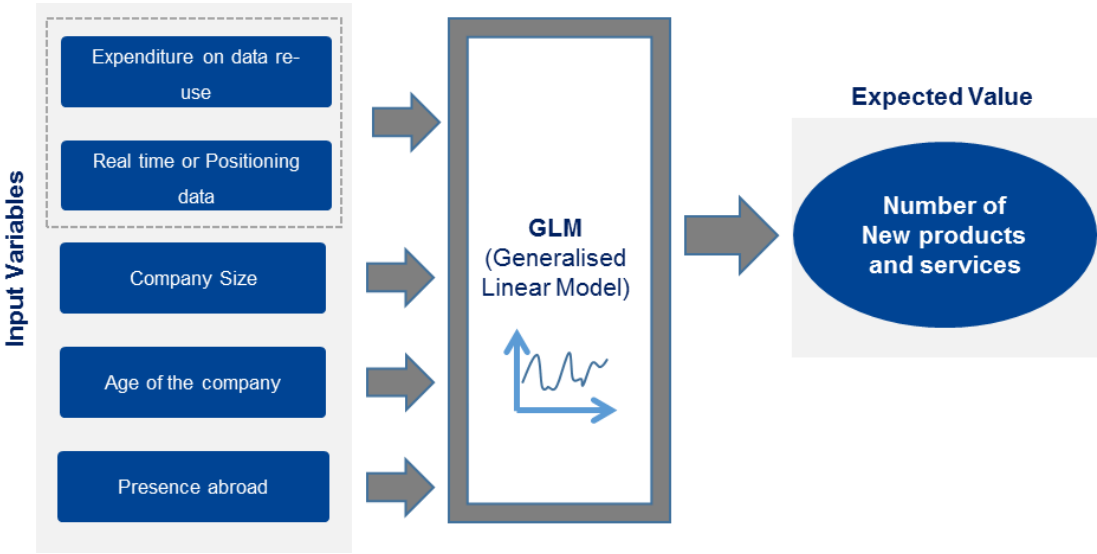 Input Variables
Expenditure on data re-
use
Real time or Positioning
data
Company Size
Age of the company
Presence abroad
GLM
(Generalised
Linear Model)
Expected Value
Number of
New products
and services